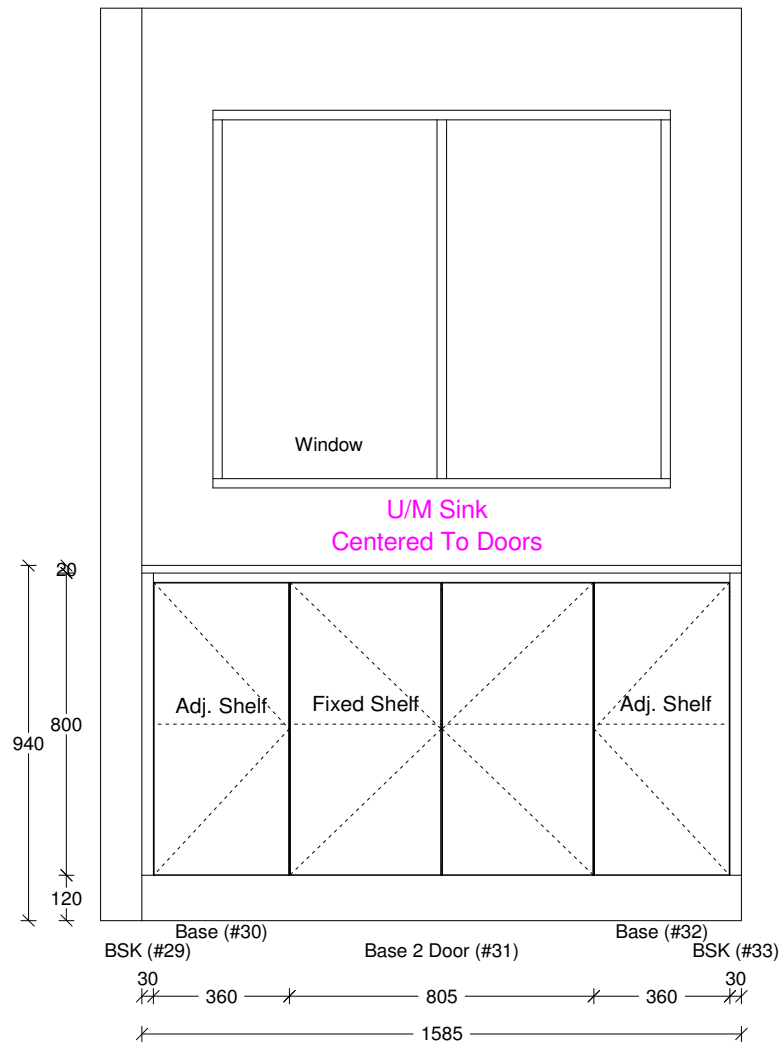 Window
U/M Sink
Centered To Doors
20
Adj. Shelf
Fixed Shelf
Adj. Shelf
800
940
120
Base (#30)
Base (#32)
BSK (#29)
Base 2 Door (#31)
BSK (#33)
30
30
360
805
360
1585